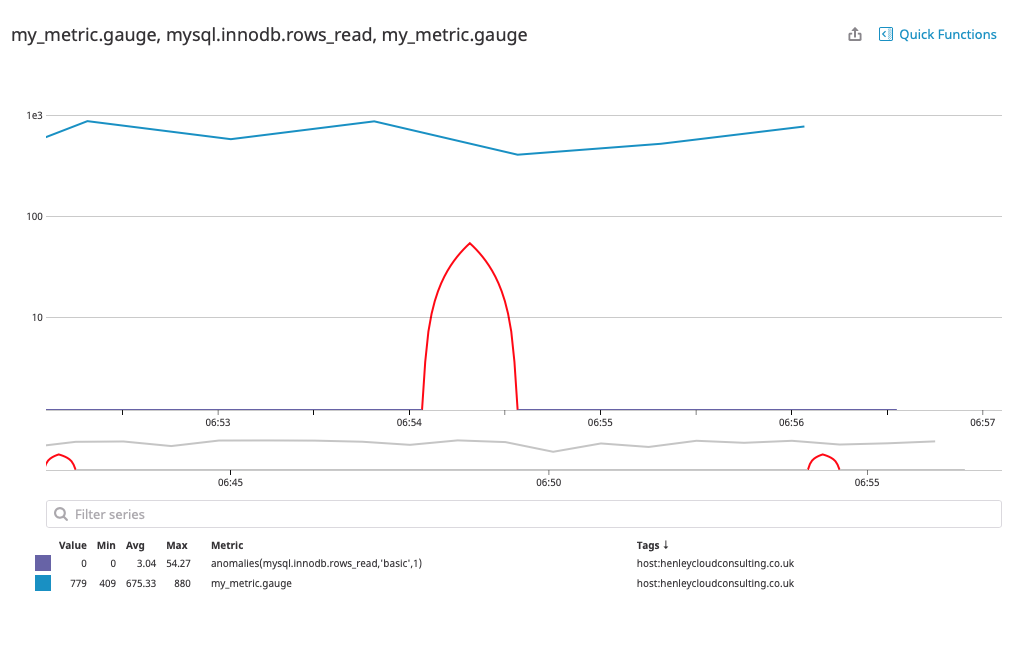 my_metric.gauge, mysql.innodb.rows_read, my_metric.gauge
Quick Functions
1e3
100
10
06:53 06:54 06:55 06:56 06:57
06:45 06:50 06:55
Filter series
Value Min Avg Max Metric Tags ↓
0 0 3.04 54.27 anomalies(mysql.innodb.rows_read,'basic',1) host:henleycloudconsulting.co.uk
779 409 675.33 880 my_metric.gauge host:henleycloudconsulting.co.uk